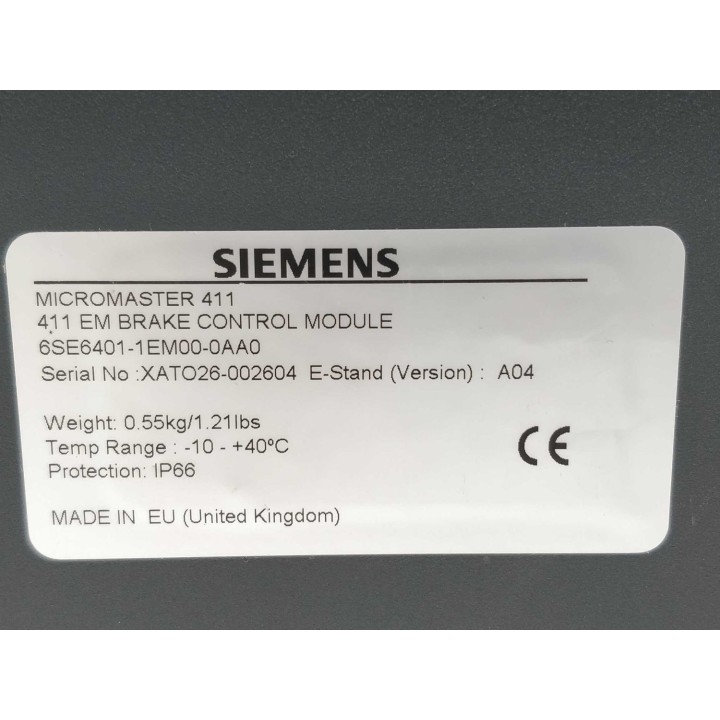 SIEMENS
MICROMASTER 411
411 EM BRAKE CONTROL MODULE
6SE6401-1EM00-0AA0
Serial No :XATO26-002604 E-Stand (Version) : A04
Weight: 0.55kg/1.21lbs
Temp Range : -10 - +40ºC
Protection: IP66
CE
MADE IN EU (United Kingdom)